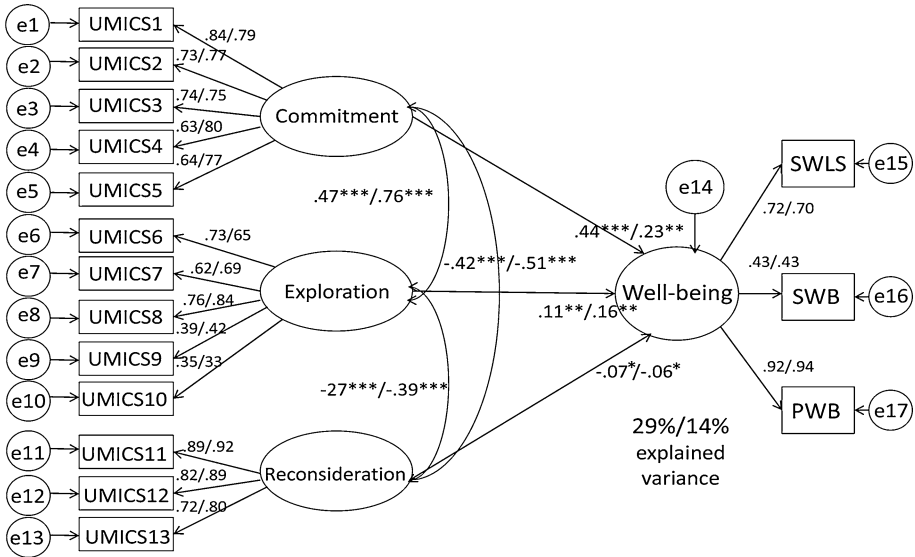 e1
UMICS1
.84/.79
e2
UMICS2
.73/.77
e3
UMICS3
.74/.75
e4
UMICS4
.63/80
e5
UMICS5
.64/77
Commitment
e6
UMICS6
.73/65
e7
UMICS7
.62/.69
e8
UMICS8
.76/.84
e9
UMICS9
.39/.42
e10
UMICS10
.35/33
Exploration
e11
UMICS11
.89/.92
e12
UMICS12
.82/.89
e13
UMICS13
.72/.80
Reconsideration
.47***/.76***
-.42***/-.51***
-27***/-.39***
.44***/.23**
.11**/.16**
-.07*/-.06*
e14
Well-being
29%/14%
explained
variance
SWLS
e15
.72/.70
SWB
e16
.43/.43
PWB
e17
.92/.94